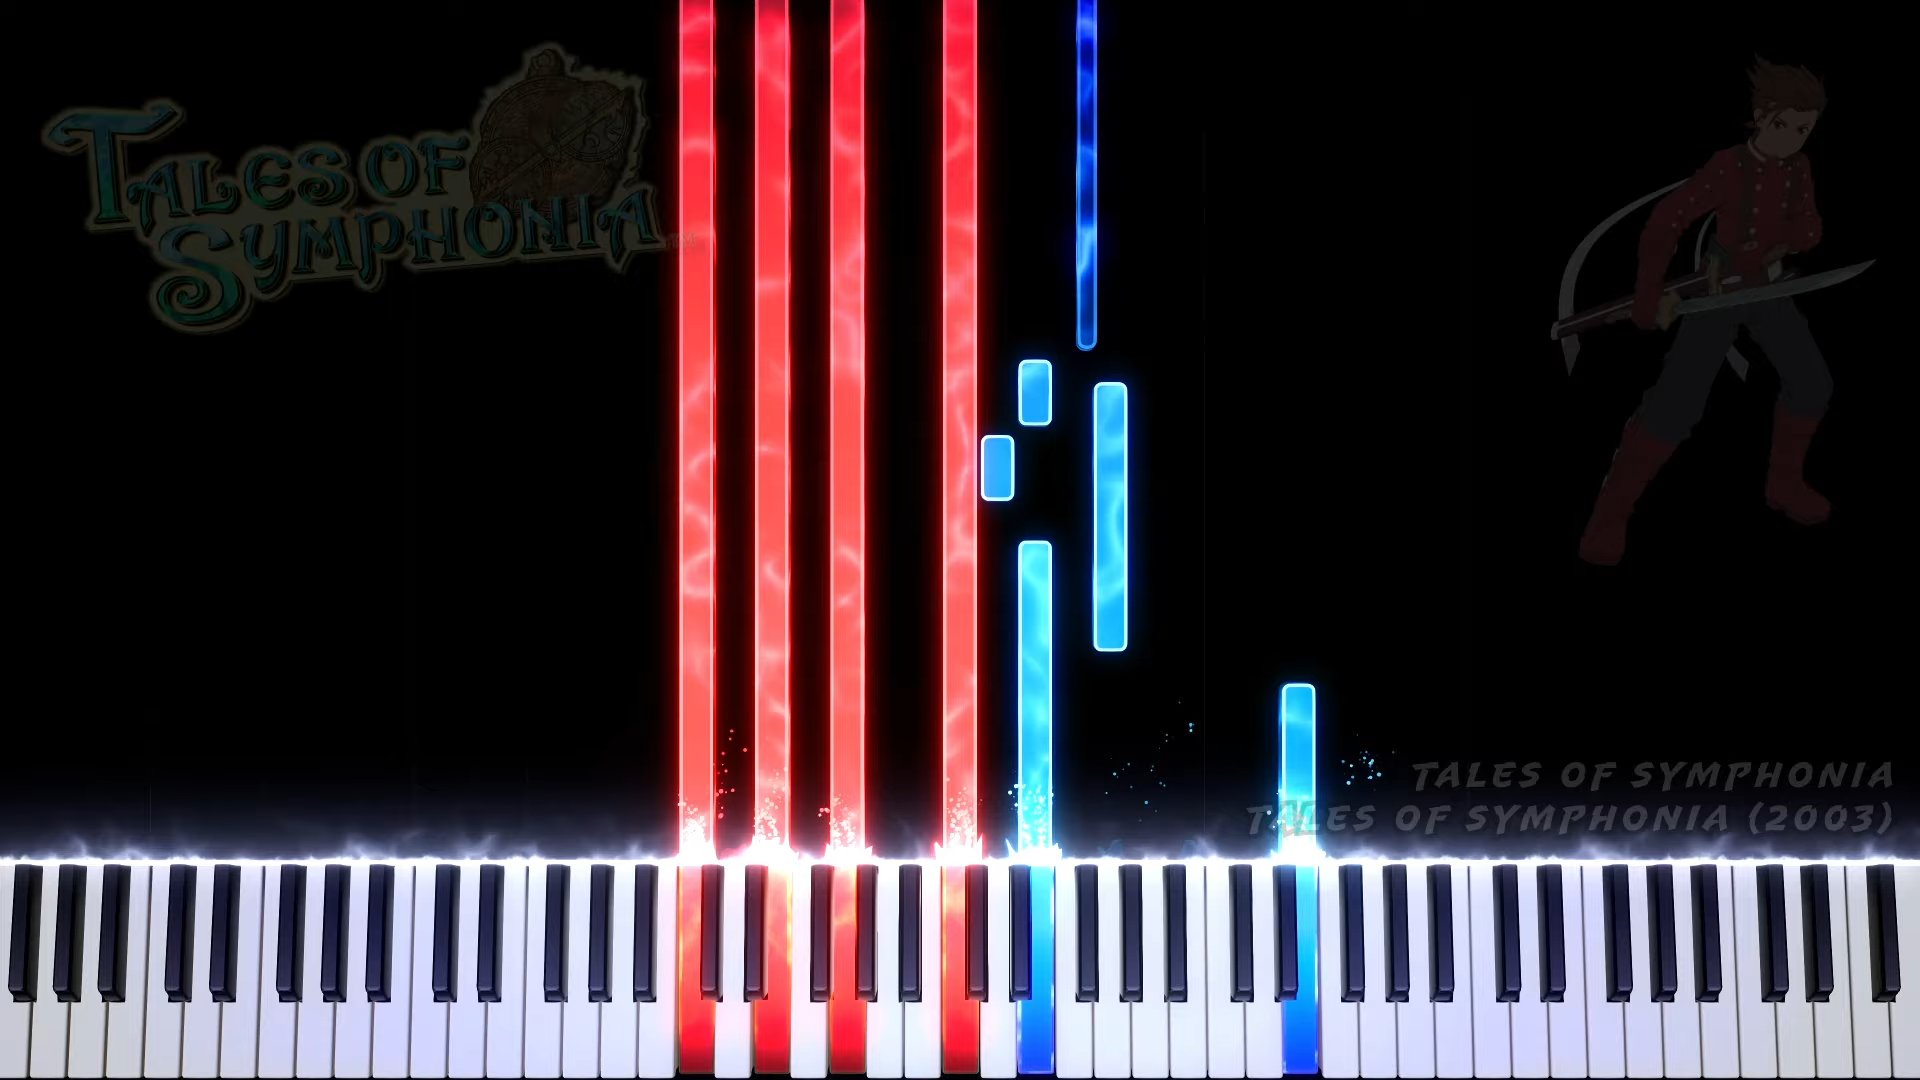 TALES OF
SYMPHONIA
TALES OF SYMPHONIA
TALES OF SYMPHONIA (2003)